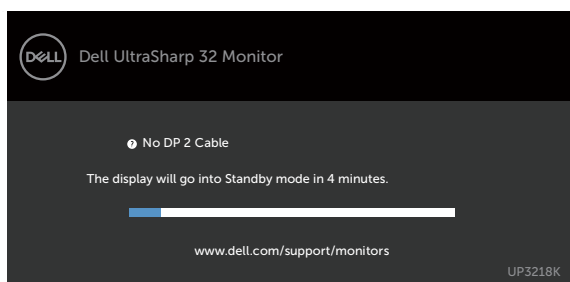 DELL Dell UltraSharp 32 Monitor
? No DP 2 Cable
The display will go into Standby mode in 4 minutes.
www.dell.com/support/monitors
UP3218K